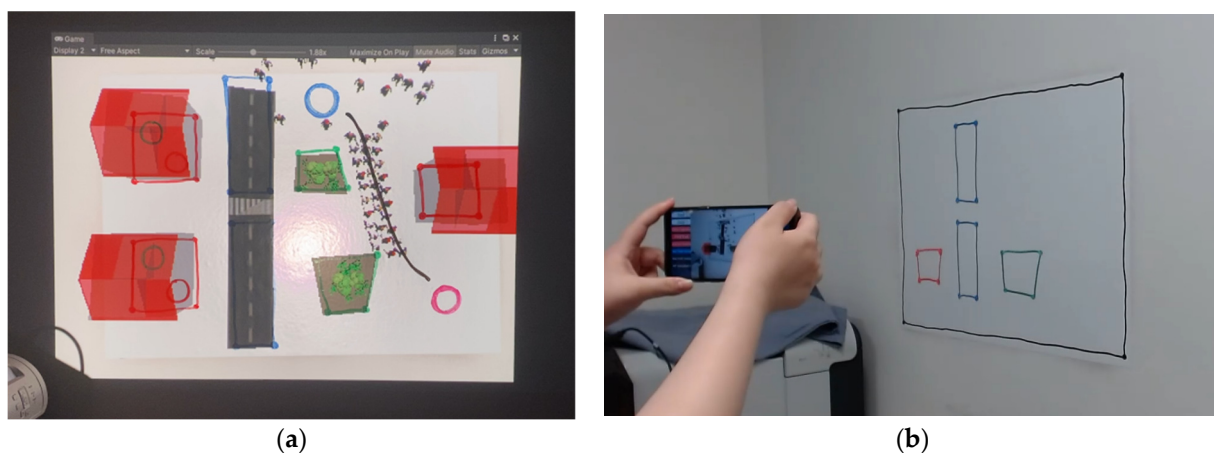 Game
Display 2 Free Aspect Scale 1.68x Maximize On Play Mute Audio Stats Gizmos
(a)
(b)